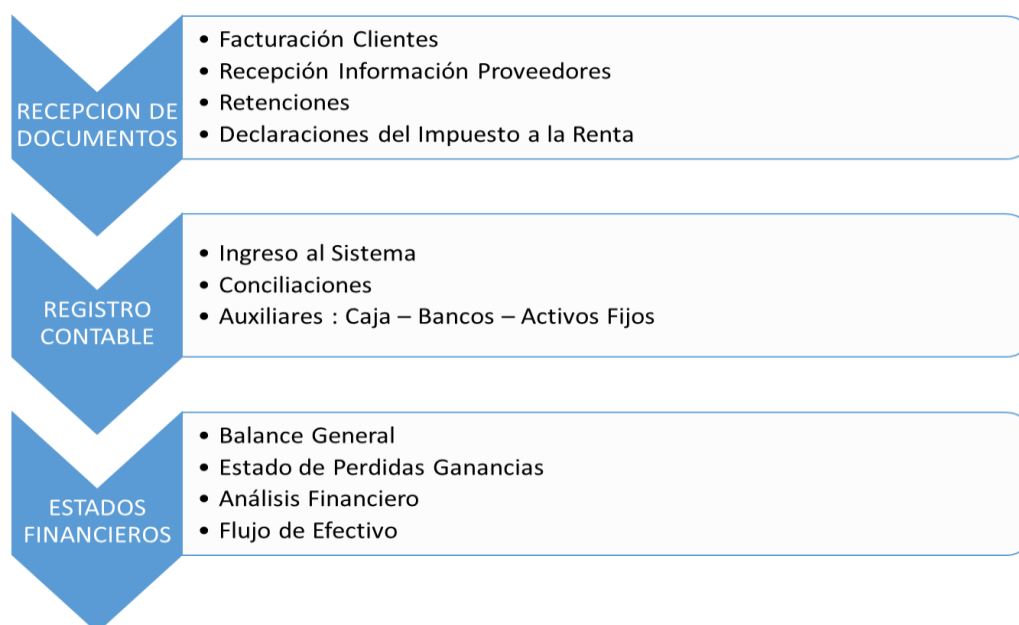 RECEPCION DE
DOCUMENTOS
• Facturación Clientes
• Recepción Información Proveedores
• Retenciones
• Declaraciones del Impuesto a la Renta
REGISTRO
CONTABLE
• Ingreso al Sistema
• Conciliaciones
• Auxiliares : Caja – Bancos – Activos Fijos
ESTADOS
FINANCIEROS
• Balance General
• Estado de Perdidas Ganancias
• Análisis Financiero
• Flujo de Efectivo